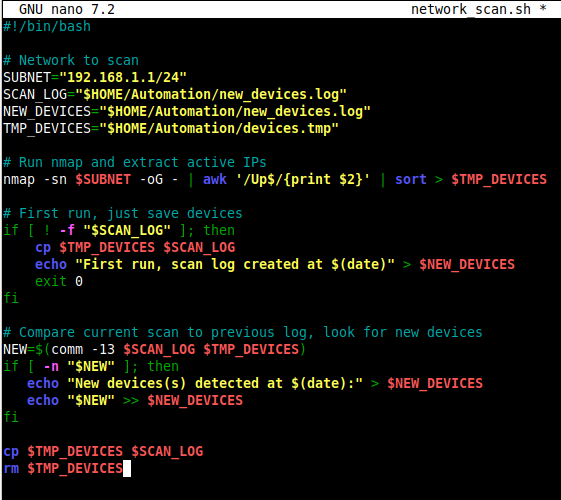 GNU nano 7.2 network_scan.sh *
#!/bin/bash
# Network to scan
SUBNET="192.168.1.1/24"
SCAN_LOG="$HOME/Automation/new_devices.log"
NEW_DEVICES="$HOME/Automation/new_devices.log"
TMP_DEVICES="$HOME/Automation/devices.tmp"
# Run nmap and extract active IPs
nmap -sn $SUBNET -oG - | awk '/Up$/{print $2}' | sort > $TMP_DEVICES
# First run, just save devices
if [ ! -f "$SCAN_LOG" ]; then
    cp $TMP_DEVICES $SCAN_LOG
    echo "First run, scan log created at $(date)" > $NEW_DEVICES
    exit 0
fi
# Compare current scan to previous log, look for new devices
NEW=$(comm -13 $SCAN_LOG $TMP_DEVICES)
if [ -n "$NEW" ]; then
   echo "New devices(s) detected at $(date):" > $NEW_DEVICES
   echo "$NEW" >> $NEW_DEVICES
fi
cp $TMP_DEVICES $SCAN_LOG
rm $TMP_DEVICES